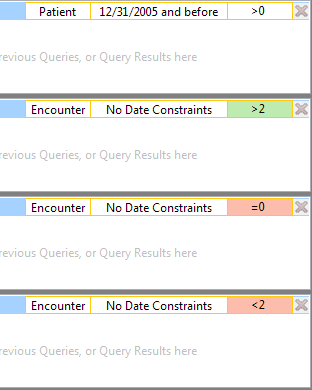 Patient 12/31/2005 and before >0
revious Queries, or Query Results here
Encounter No Date Constraints >2
revious Queries, or Query Results here
Encounter No Date Constraints =0
revious Queries, or Query Results here
Encounter No Date Constraints <2
revious Queries, or Query Results here